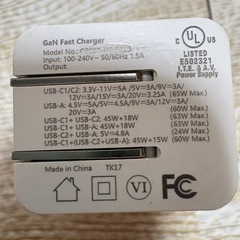 GaN Fast Charger
Input: 100-240V~ 50/60Hz 1.5A
Output:
c UL US
LISTED
E502321
I.T.E. & A.V.
Power Supply
USB-C1/C2: 3.3V-11V=5A /5V=3A/9V=3A/
12V=3A/15V=3A/20V=3.25A (65W Max.)
USB-A: 4.5V=5A/5V=4.5A/9V=3A/12V=3A/
20V=3A (60W Max.)
USB-C1+ USB-C2: 45W+18W (63W Max.)
USB-C1+ USB-A: 45W+18W (63W Max.)
USB-C2+ USB-A: 5V=4.8A (24W Max.)
USB-C1+(USB-C2+USB-A): 45W+15W (60W Max.)
Made in China TK17
VI
FC